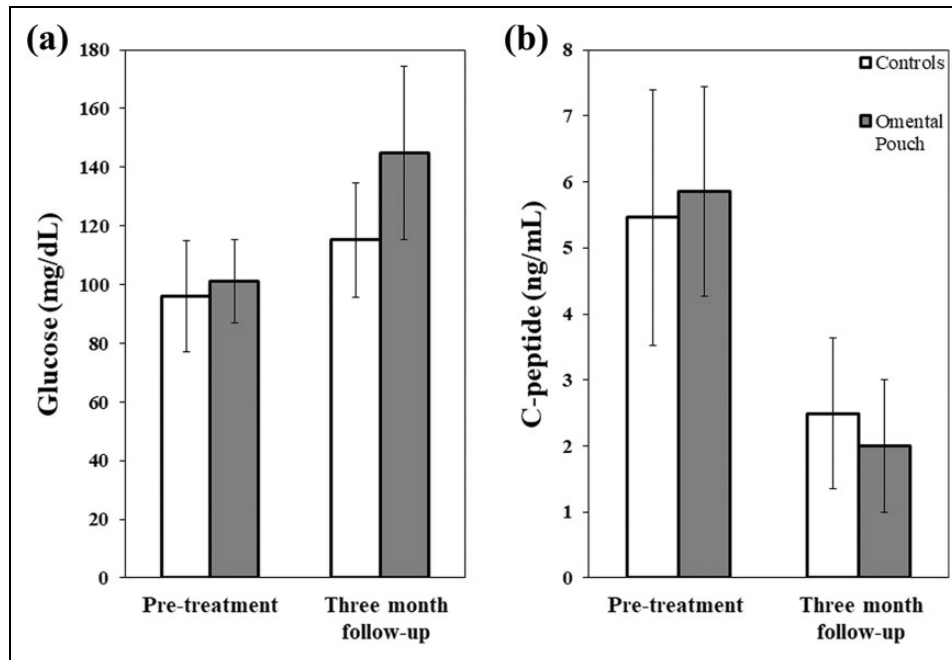 (a)
Glucose (mg/dL)
180
160
140
120
100
80
60
40
20
0
Pre-treatment
Three month
follow-up
(b)
C-peptide (ng/mL)
8
7
6
5
4
3
2
1
0
Controls
Omental
Pouch
Pre-treatment
Three month
follow-up